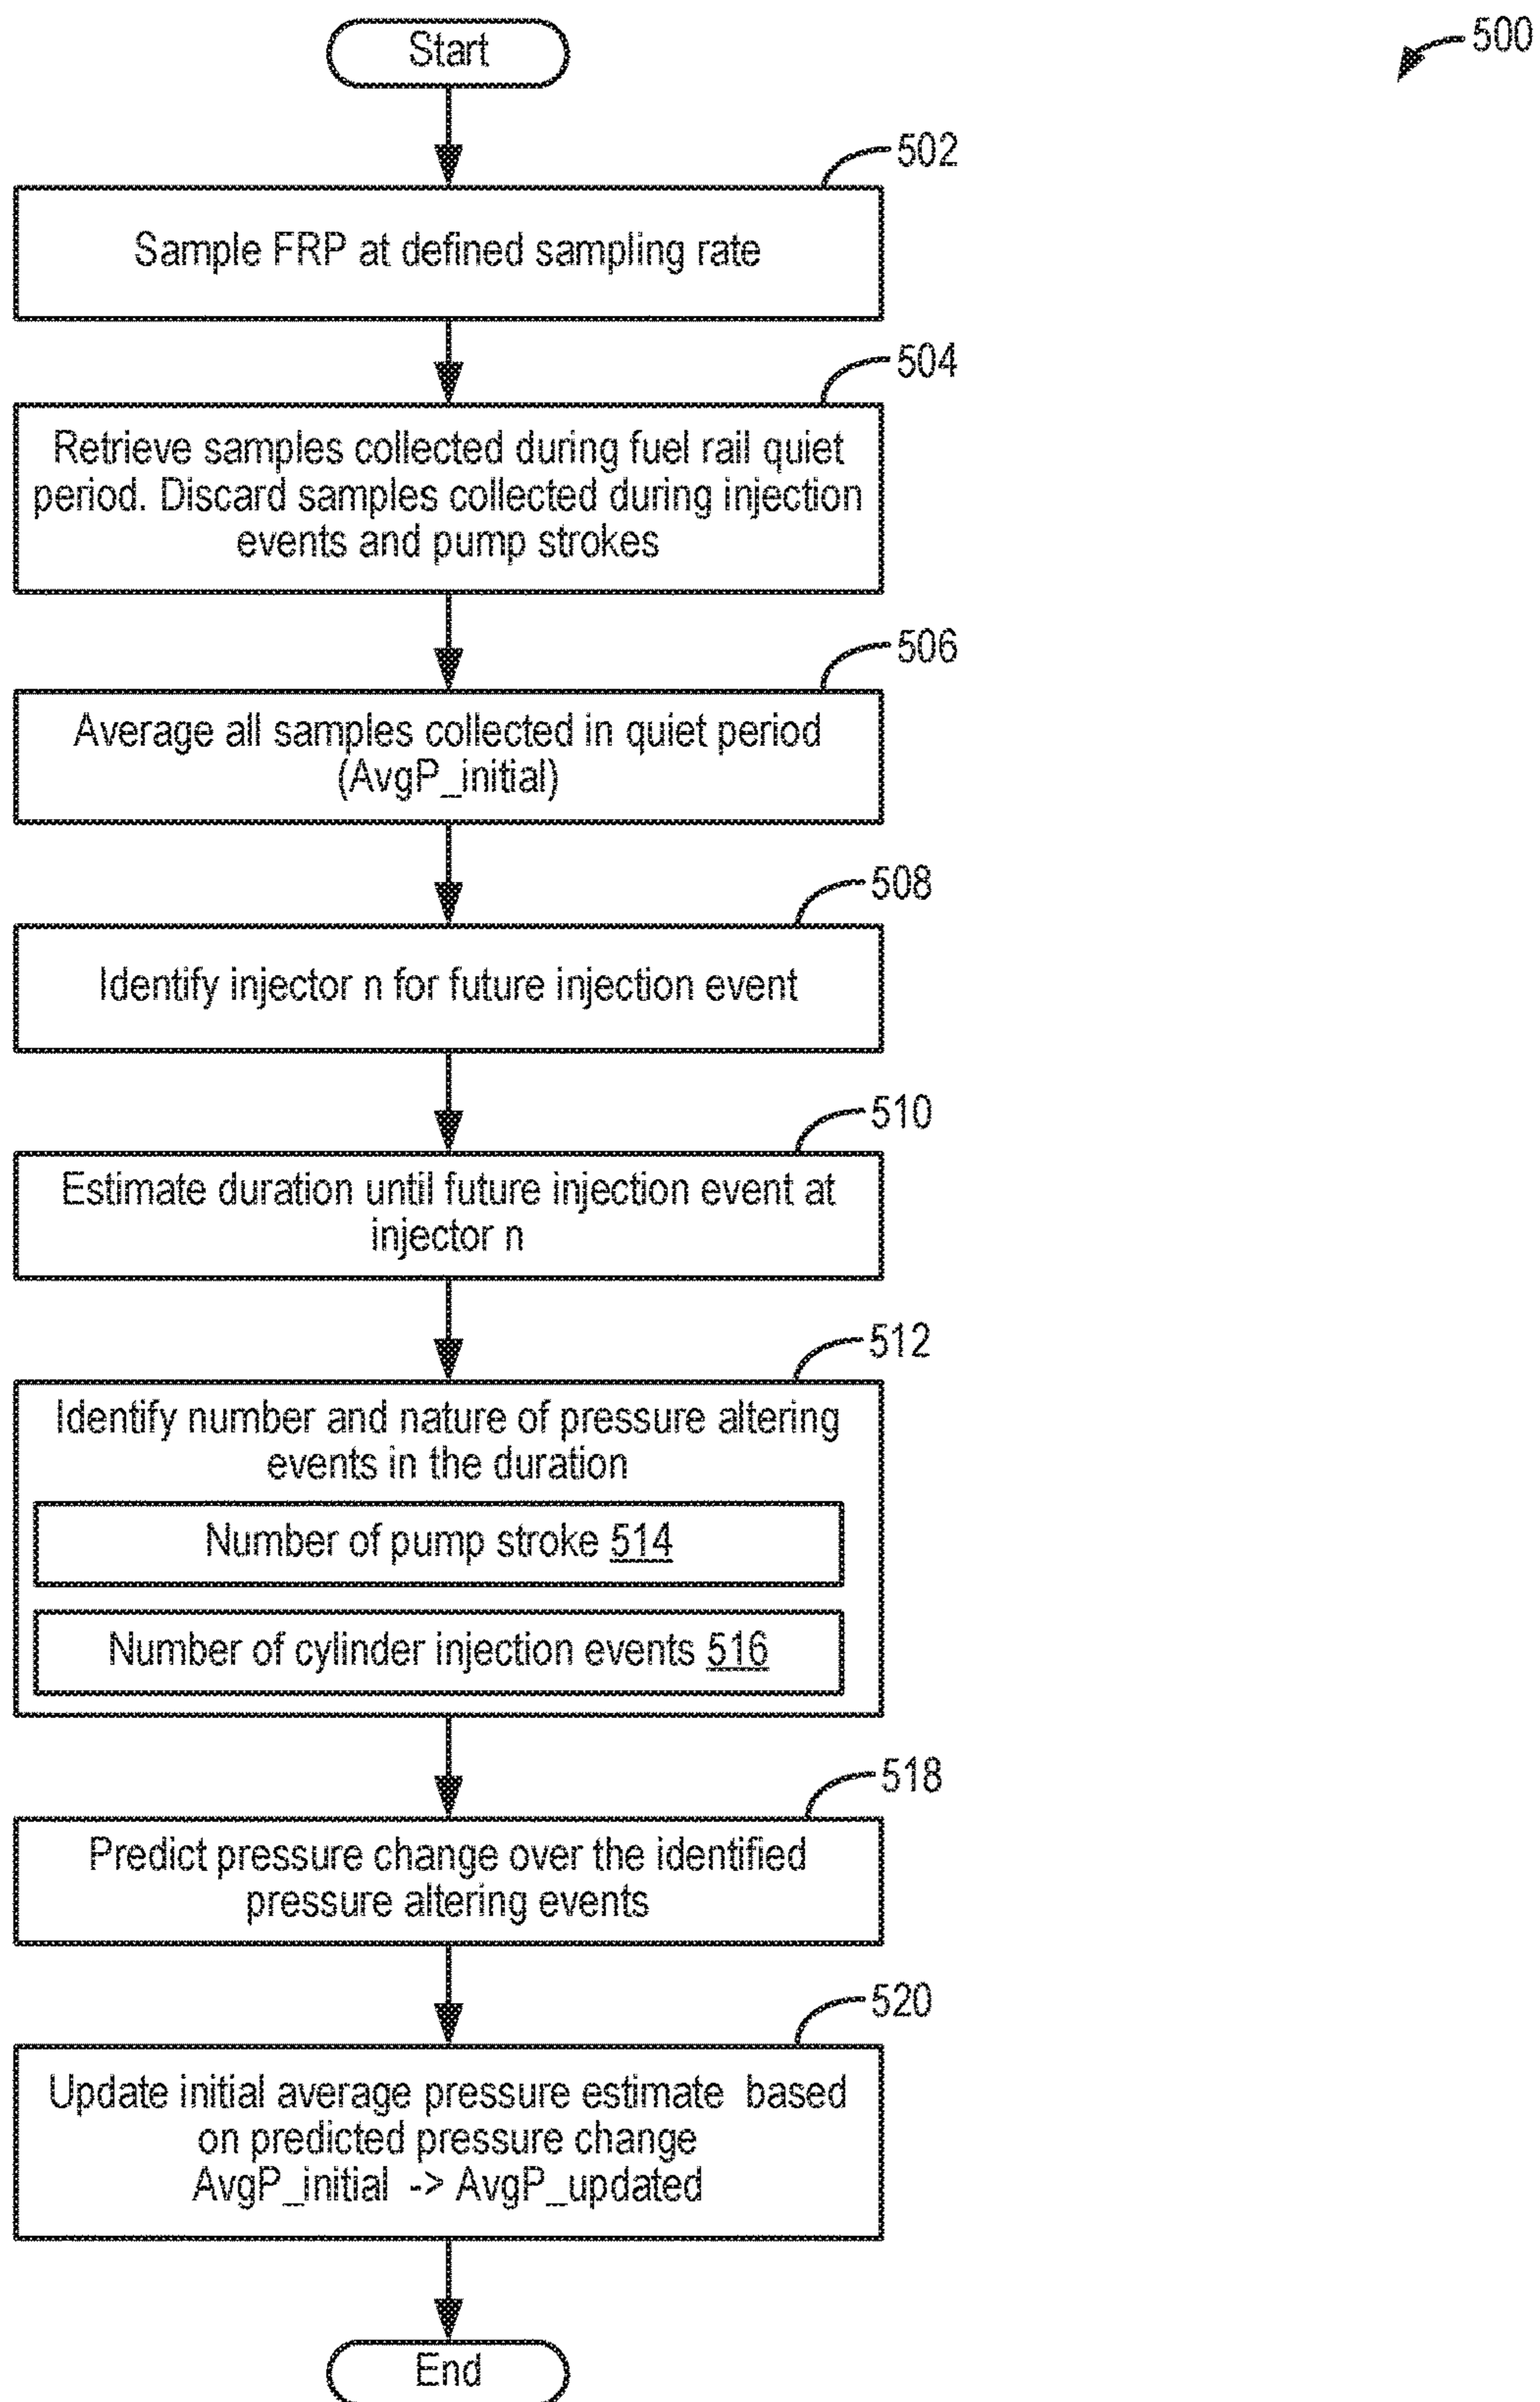 Start
500
502
Sample FRP at defined sampling rate
504
Retrieve samples collected during fuel rail quiet
period. Discard samples collected during injection
events and pump strokes
506
Average all samples collected in quiet period
(AvgP_initial)
508
Identify injector n for future injection event
510
Estimate duration until future injection event at
injector n
512
Identify number and nature of pressure altering
events in the duration
Number of pump stroke 514
Number of cylinder injection events 516
518
Predict pressure change over the identified
pressure altering events
520
Update initial average pressure estimate based
on predicted pressure change
AvgP_initial -> AvgP_updated
End